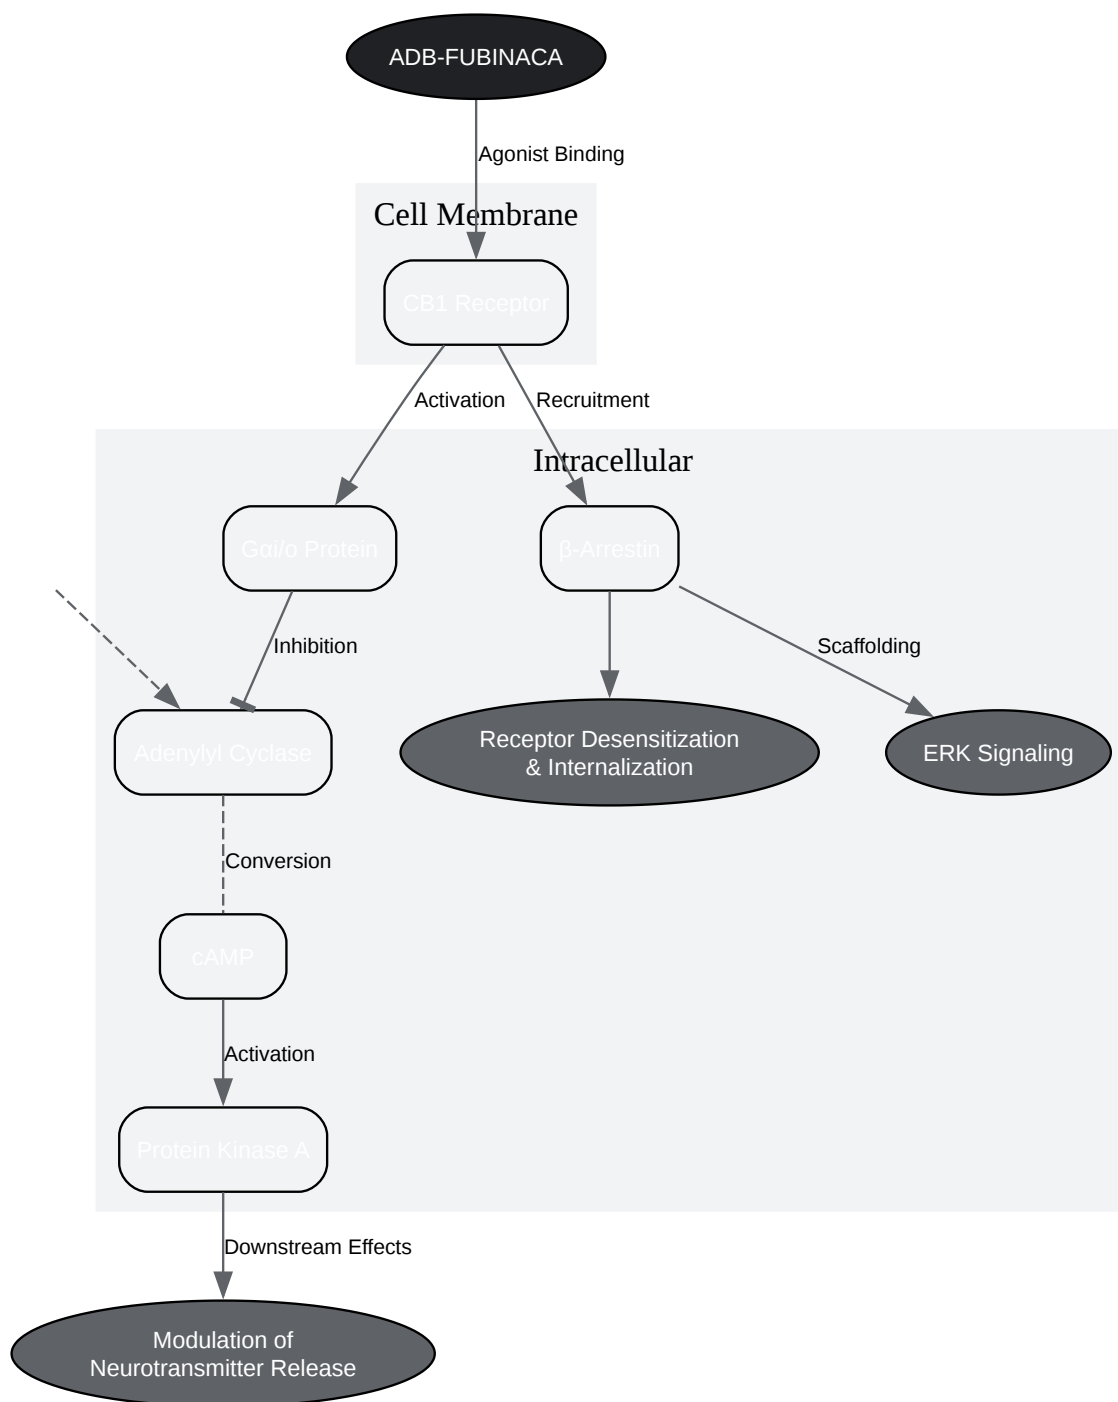 ADB-FUBINACA
Agonist Binding
Cell Membrane
CB1 Receptor
Activation
Recruitment
Intracellular
Gαi/o Protein
β-Arrestin
Inhibition
Scaffolding
Adenylyl Cyclase
Receptor Desensitization
& Internalization
ERK Signaling
Conversion
cAMP
Activation
Protein Kinase A
Downstream Effects
Modulation of
Neurotransmitter Release